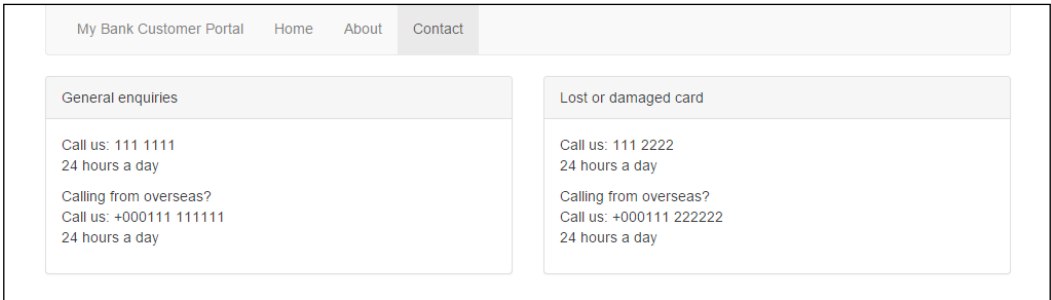 My Bank Customer Portal Home About Contact
General enquiries
Call us: 111 1111
24 hours a day
Calling from overseas?
Call us: +000111 111111
24 hours a day
Lost or damaged card
Call us: 111 2222
24 hours a day
Calling from overseas?
Call us: +000111 222222
24 hours a day